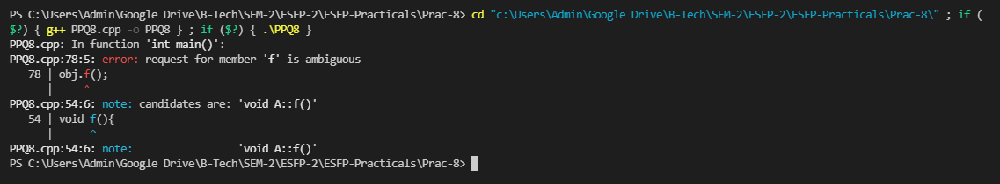 PS C:\Users\Admin\Google Drive\B-Tech\SEM-2\ESFP-2\ESFP-Practicals\Prac-8> cd "c:\Users\Admin\Google Drive\B-Tech\SEM-2\ESFP-2\ESFP-Practicals\Prac-8\" ; if (
$?) { g++ PPQ8.cpp -o PPQ8 } ; if ($?) { .\PPQ8 }
PPQ8.cpp: In function 'int main()':
PPQ8.cpp:78:5: error: request for member 'f' is ambiguous
   78 | obj.f();
      |     ^
PPQ8.cpp:54:6: note: candidates are: 'void A::f()'
   54 | void f(){
      |      ^
PPQ8.cpp:54:6: note:                 'void A::f()'
PS C:\Users\Admin\Google Drive\B-Tech\SEM-2\ESFP-2\ESFP-Practicals\Prac-8>